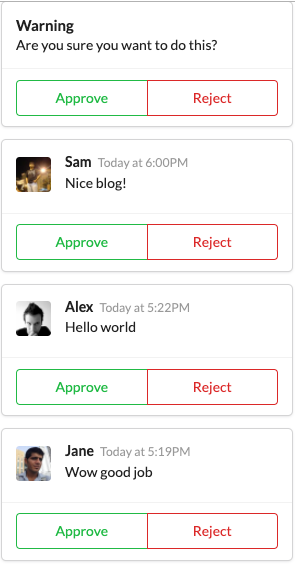 Warning
Are you sure you want to do this?
Approve Reject
Sam Today at 6:00PM
Nice blog!
Approve Reject
Alex Today at 5:22PM
Hello world
Approve Reject
Jane Today at 5:19PM
Wow good job
Approve Reject